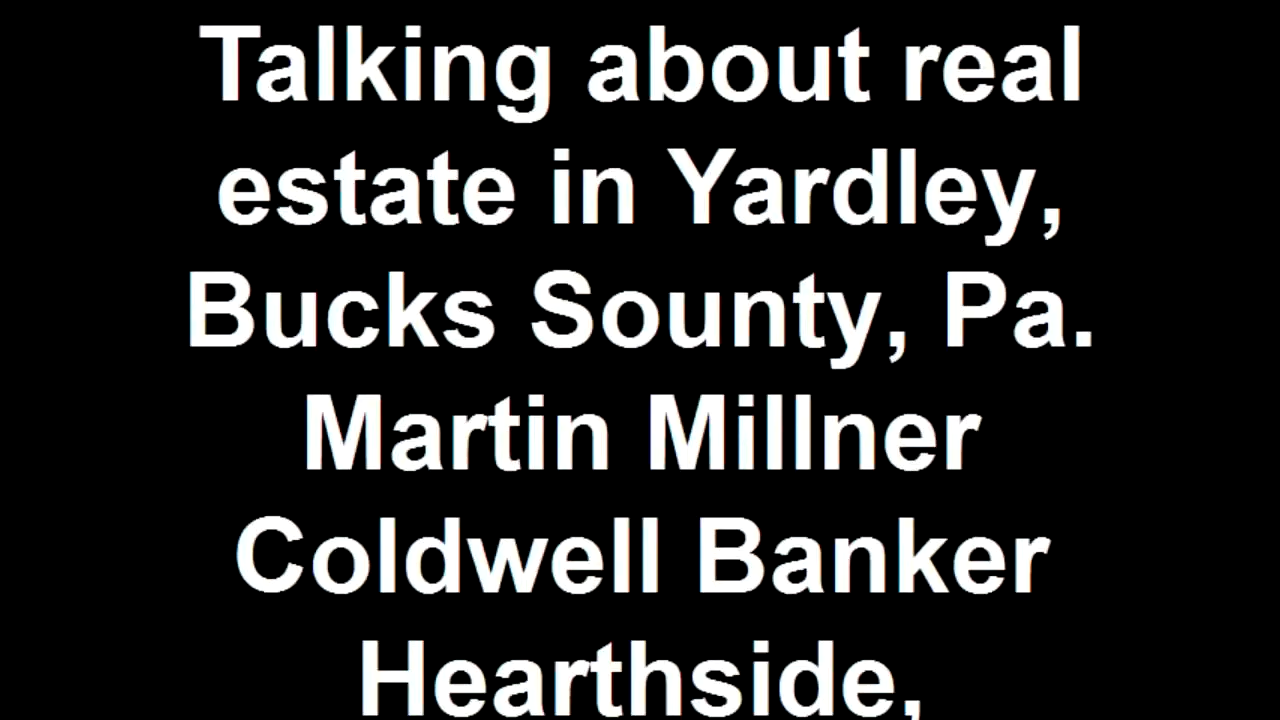 Talking about real
estate in Yardley,
Bucks Sounty, Pa.
Martin Millner
Coldwell Banker
Hearthside,